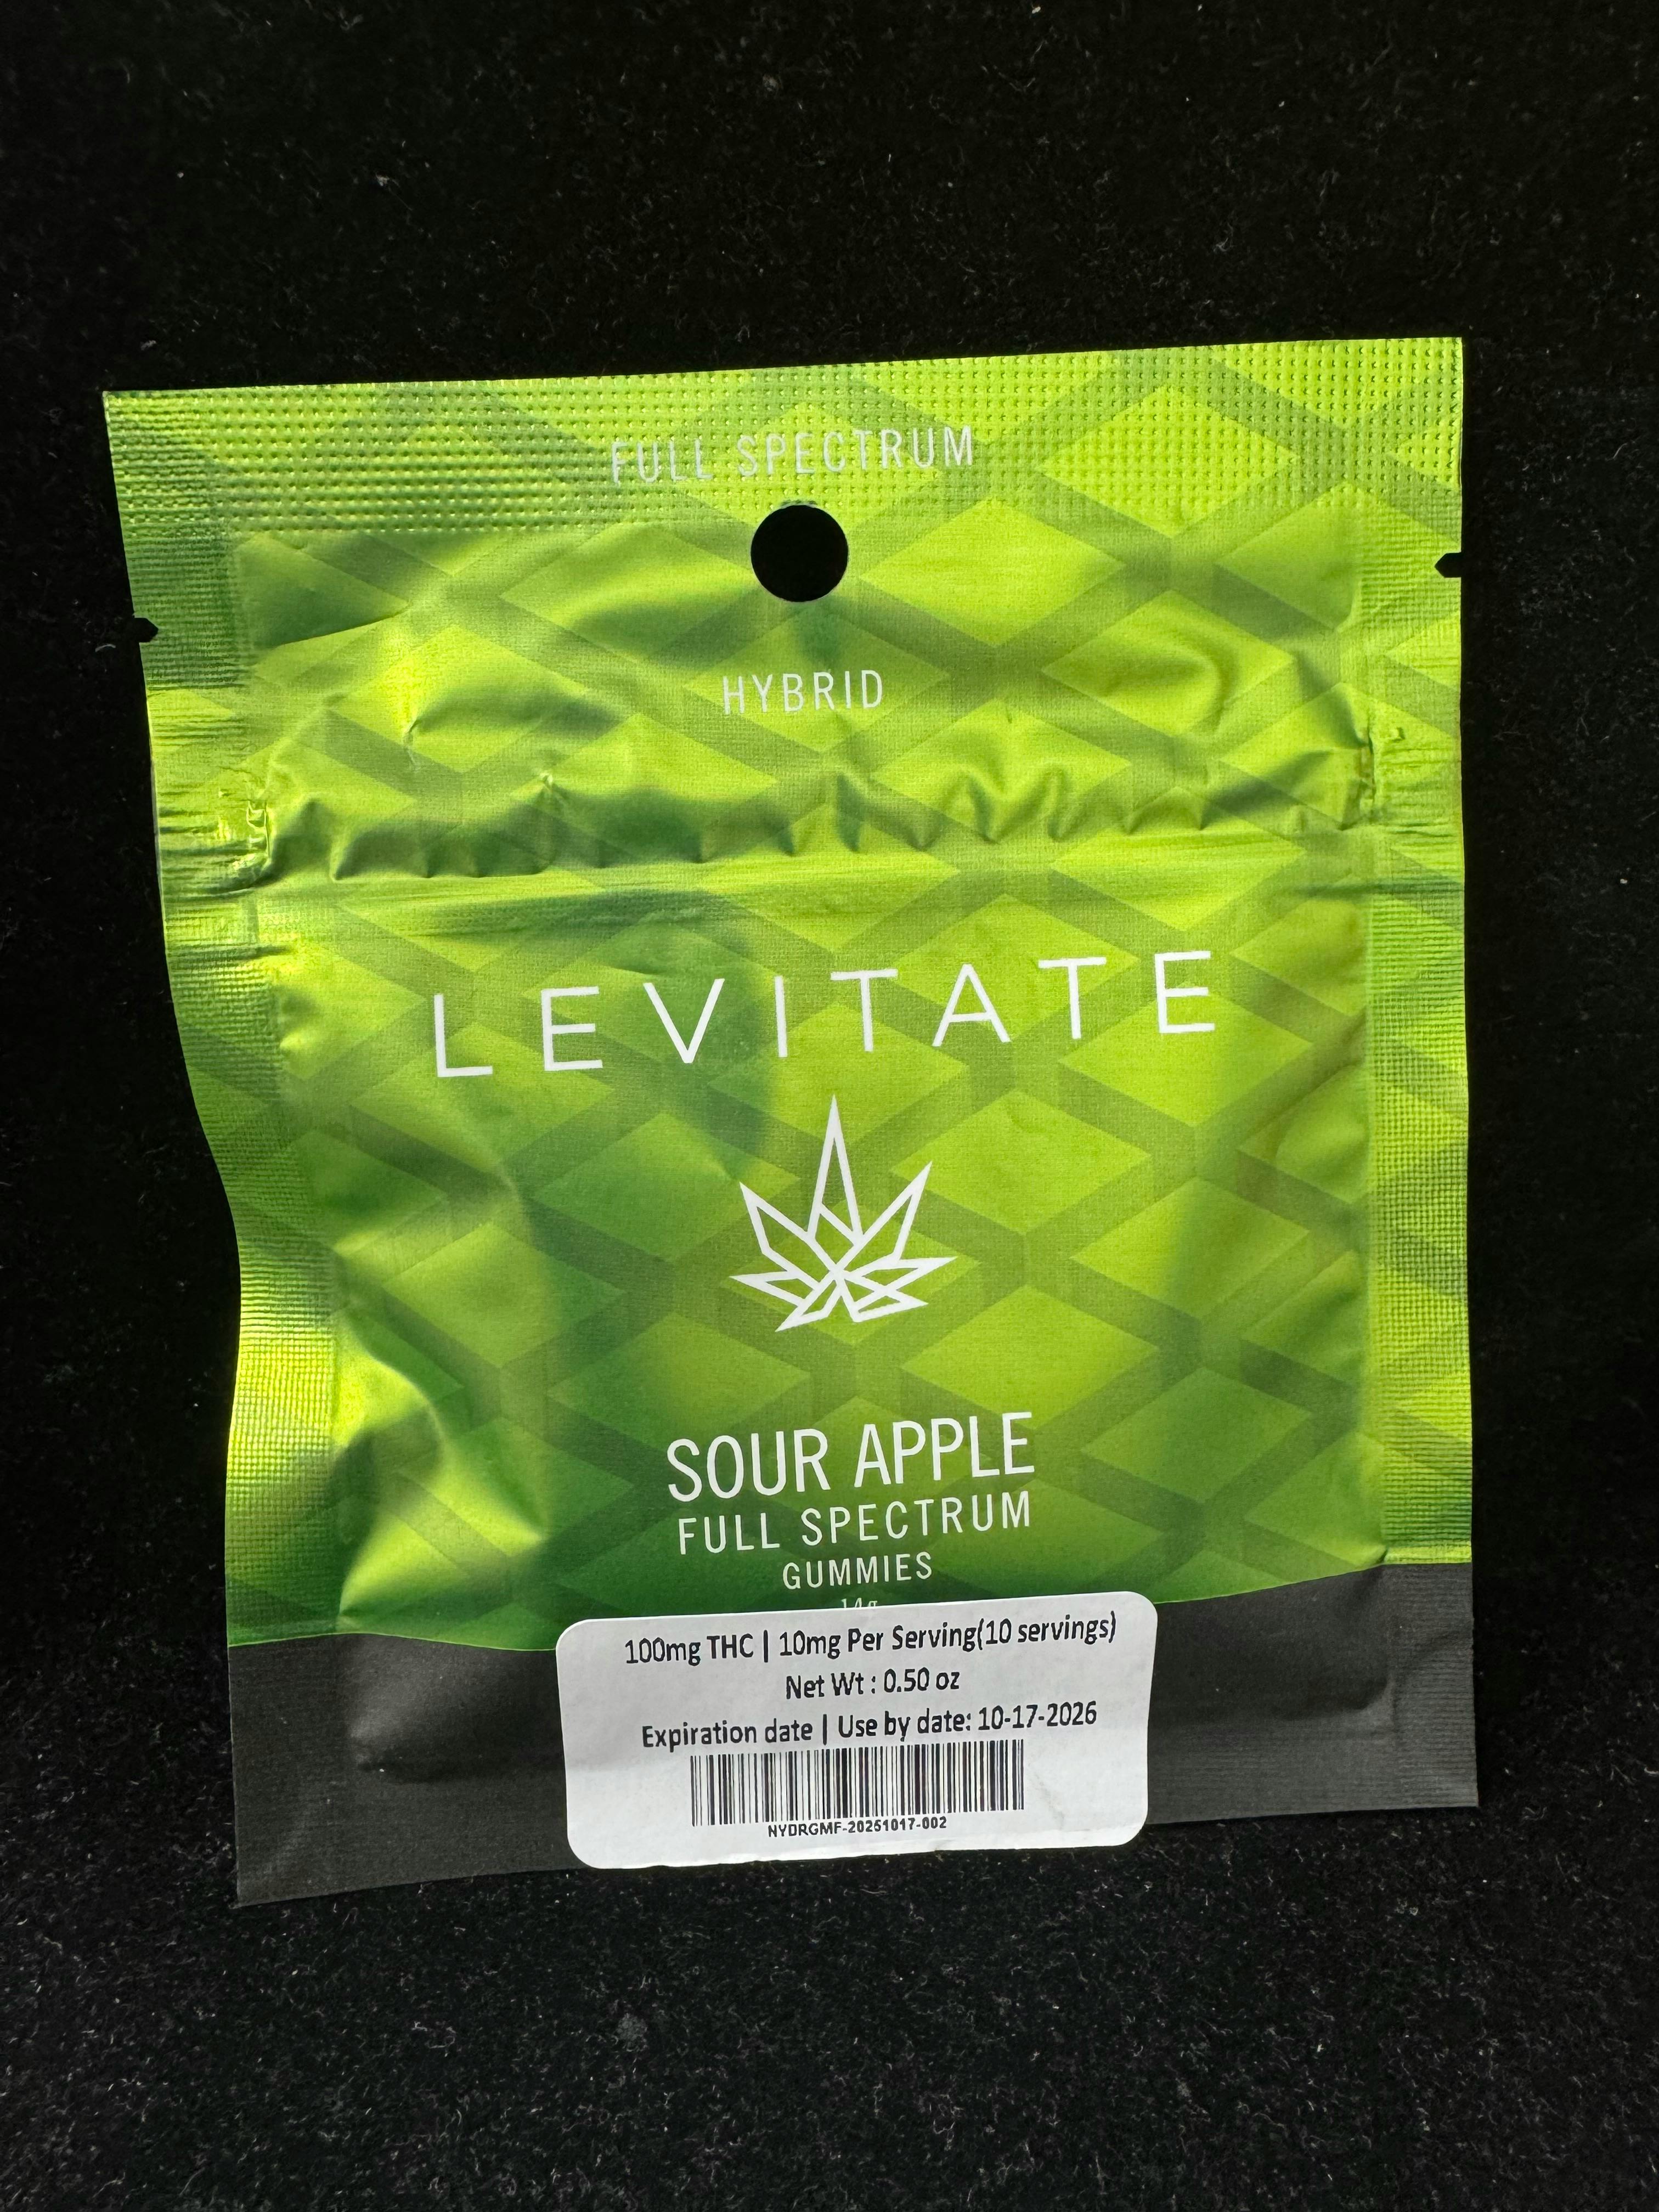 FULL SPECTRUM
HYBRID
LEVITATE
SOUR APPLE
FULL SPECTRUM
GUMMIES
14g
100mg THC | 10mg Per Serving(10 servings)
Net Wt : 0.50 oz
Expiration date | Use by date: 10-17-2026
NYDRGMF-20251017-002